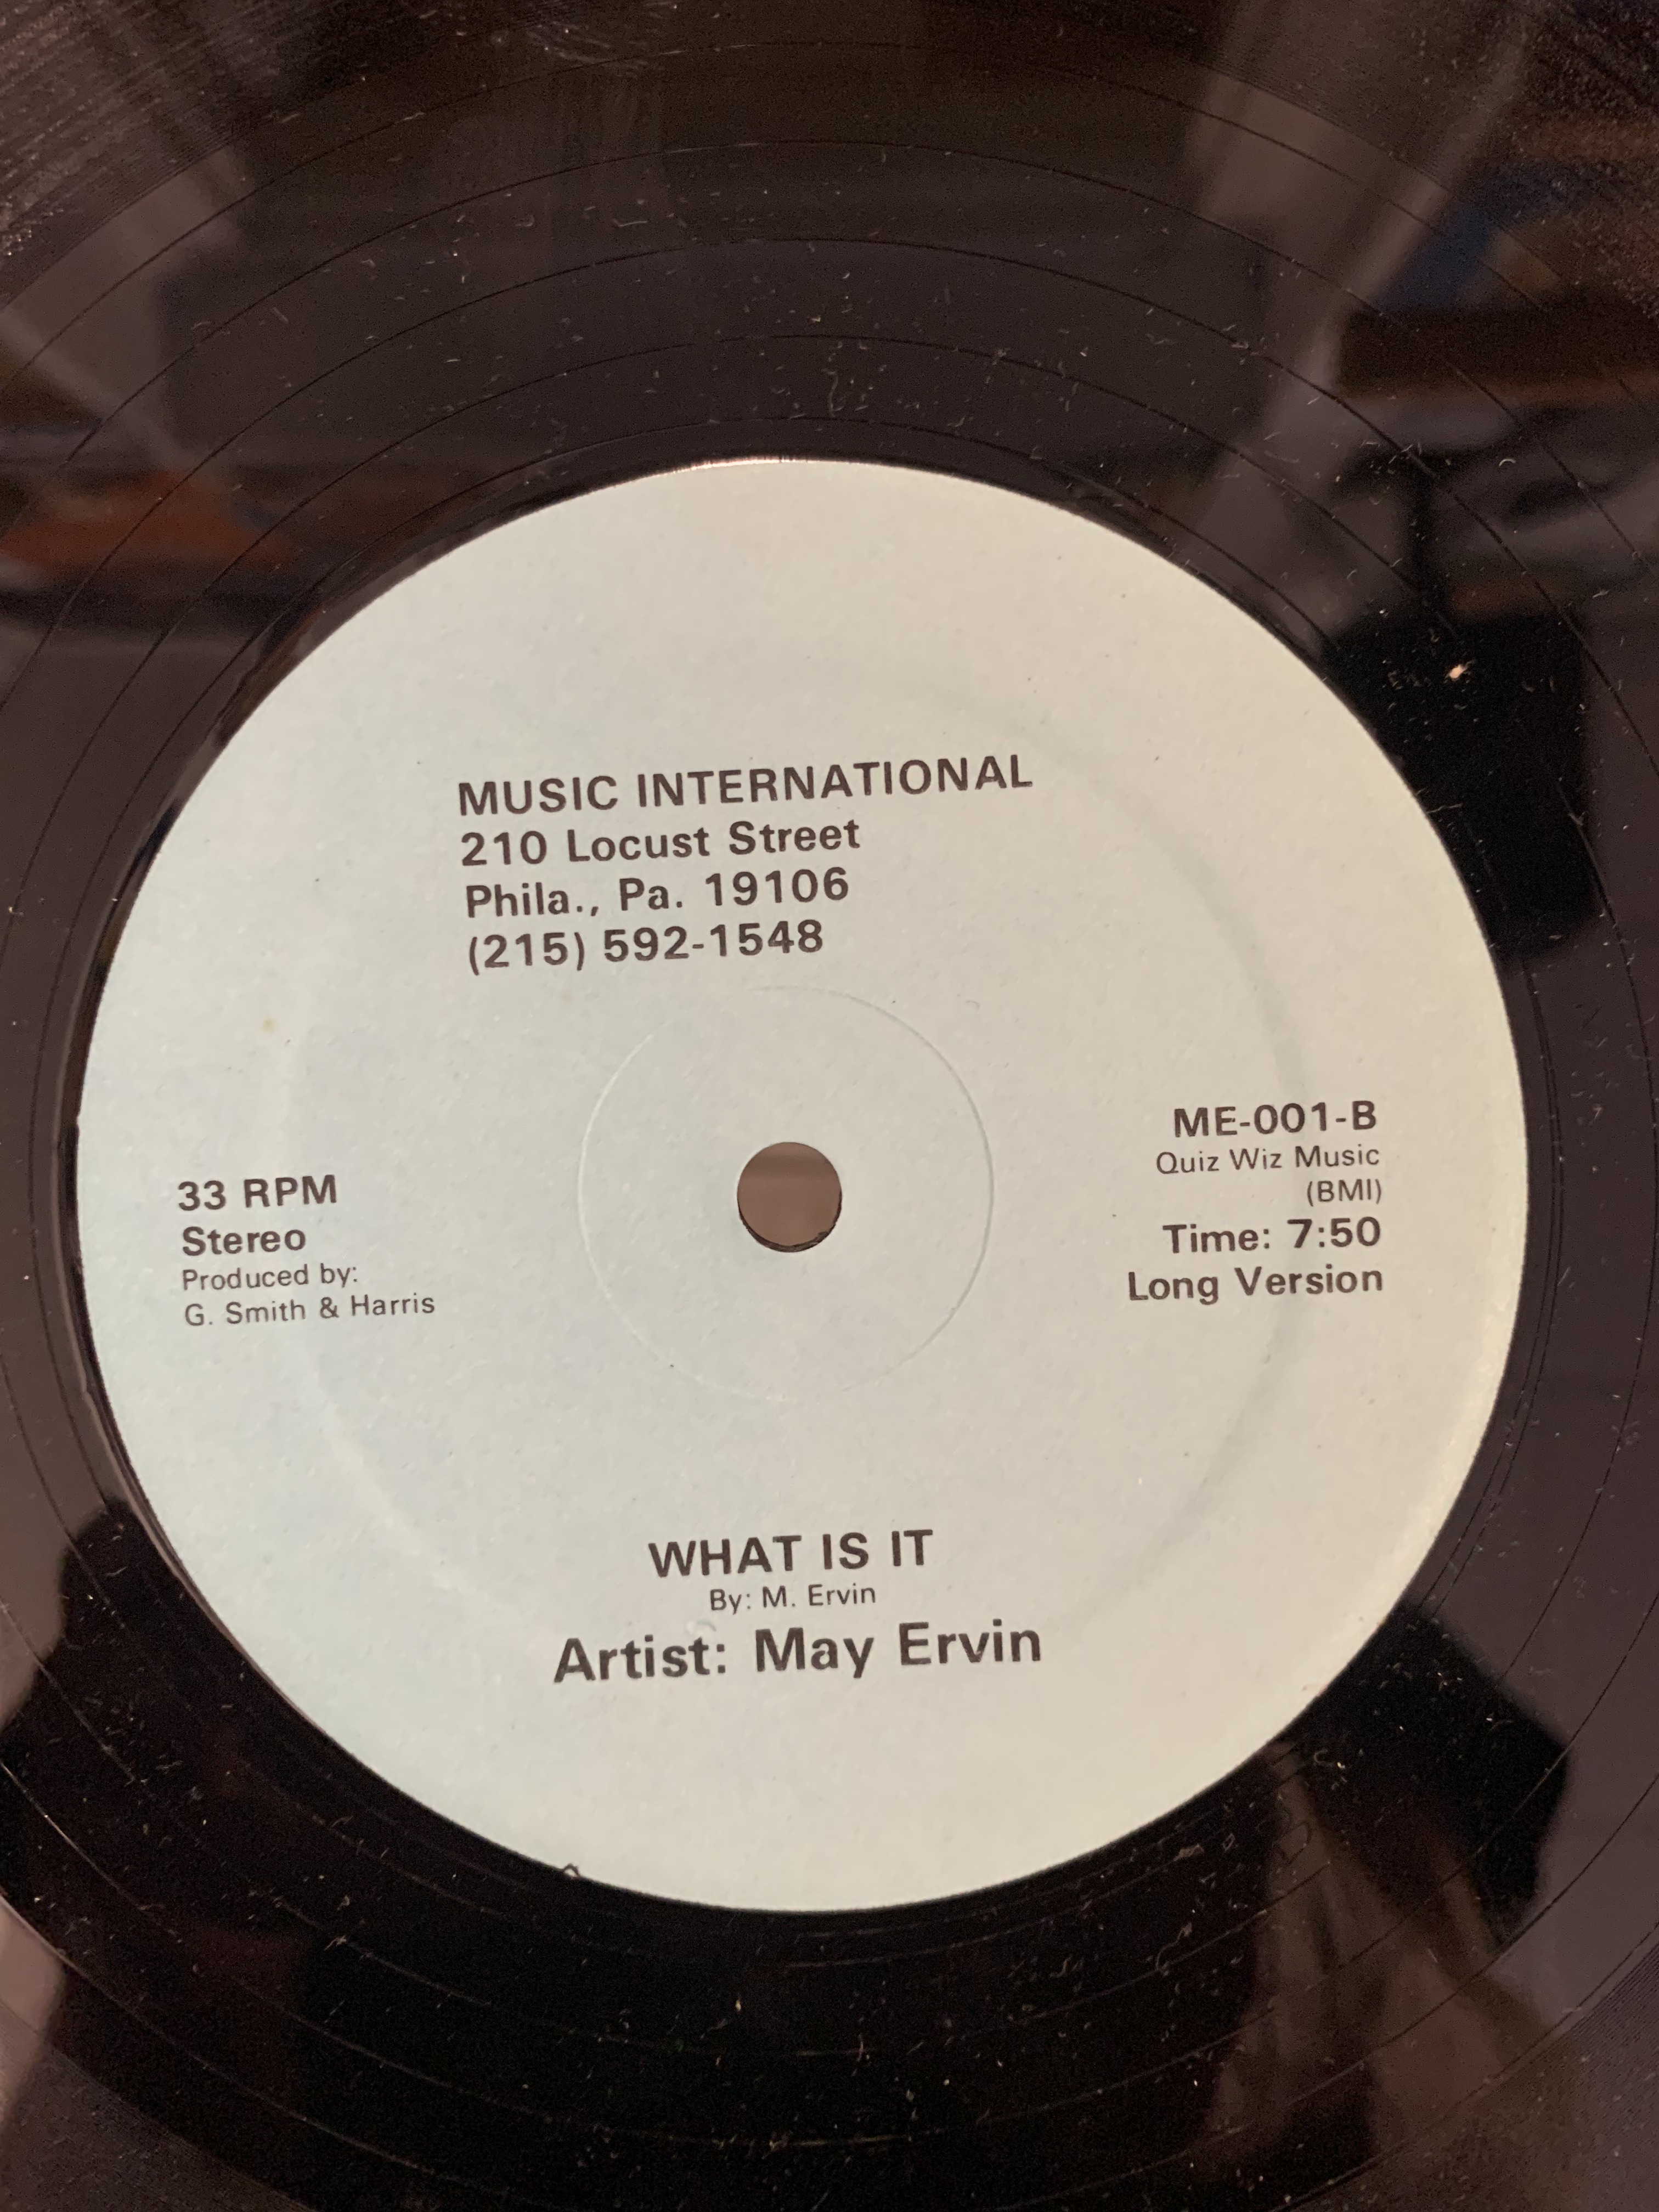 MUSIC INTERNATIONAL
210 Locust Street
Phila., Pa. 19106
(215) 592-1548
33 RPM
Stereo
Produced by:
G. Smith & Harris
ME-001-B
Quiz Wiz Music
(BMI)
Time: 7:50
Long Version
WHAT IS IT
By: M. Ervin
Artist: May Ervin